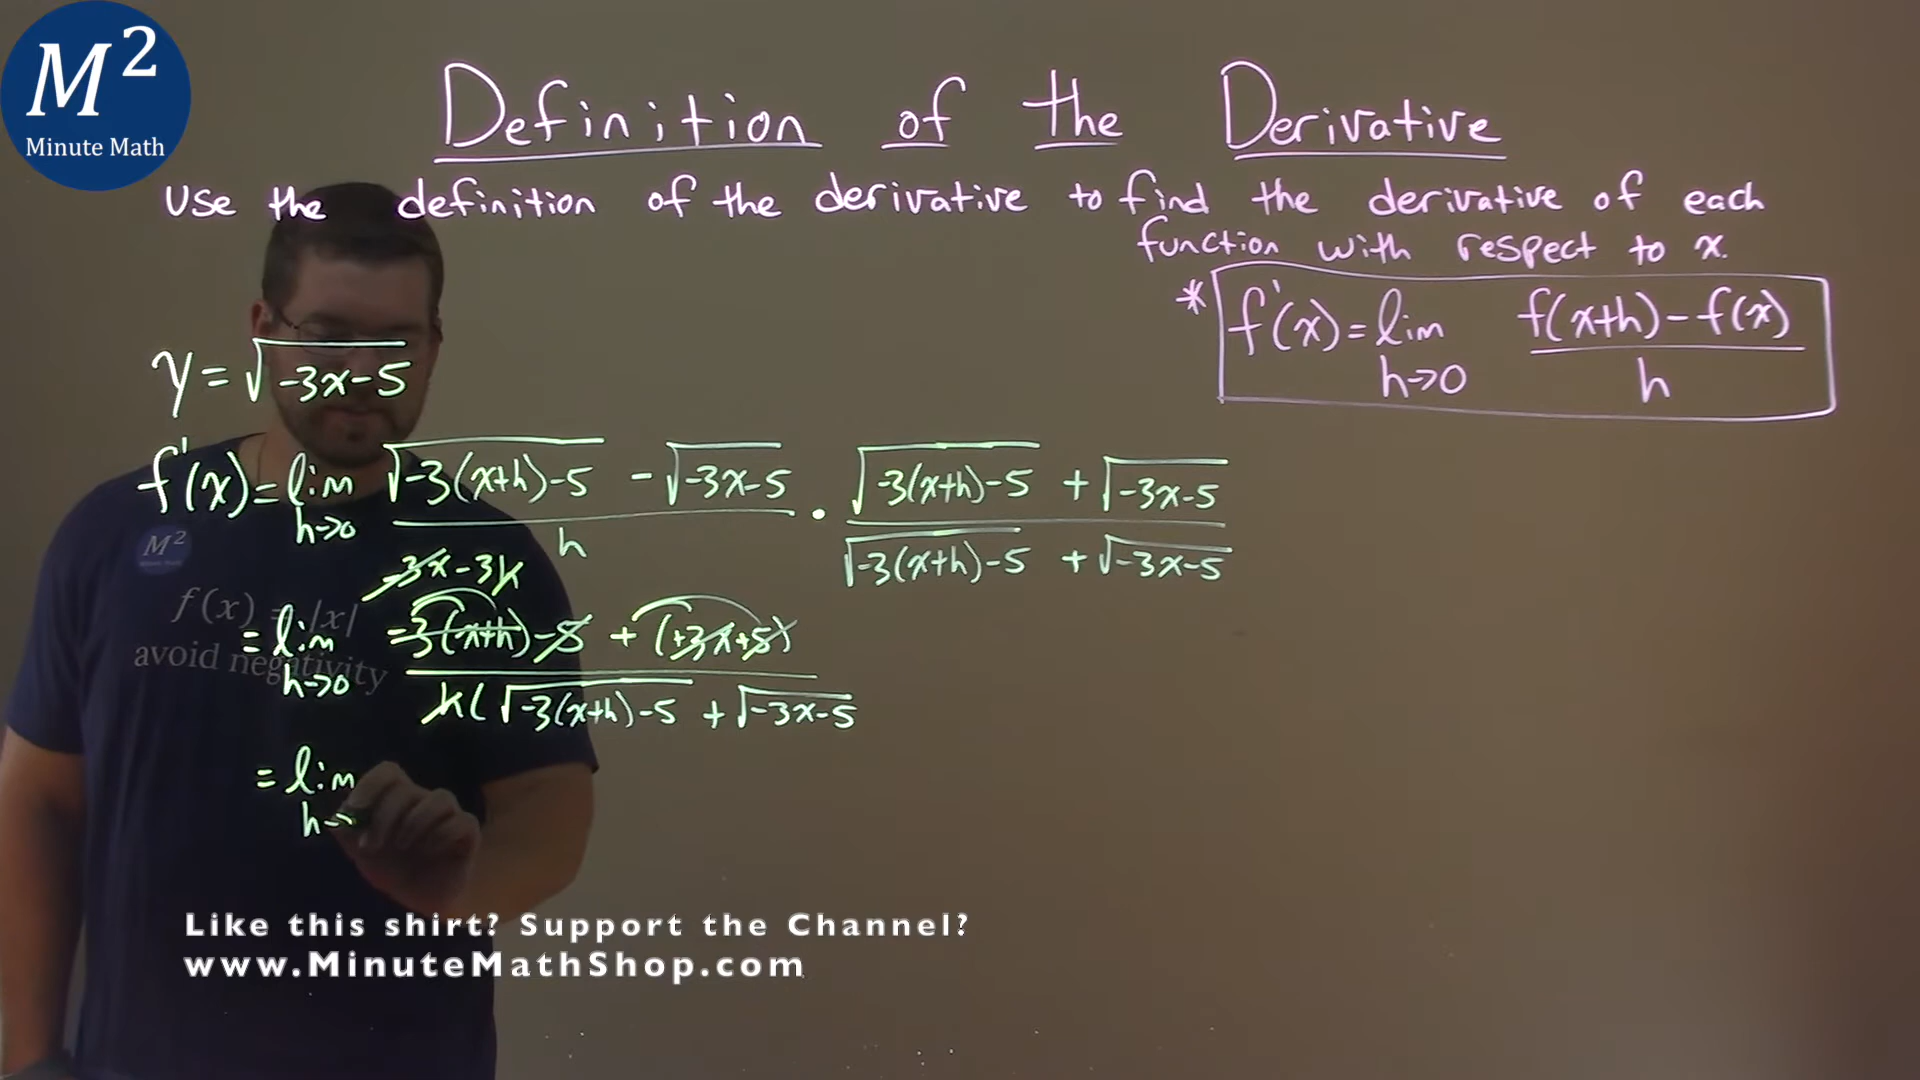 M²
Minute Math
Definition of the Derivative
Use the definition of the derivative to find the derivative of each
function with respect to x.
* f'(x) = lim h→0 f(x+h) - f(x) / h
y = √-3x-5
f'(x) = lim h→0 √-3(x+h)-5 - √-3x-5 / h · √-3(x+h)-5 + √-3x-5 / √-3(x+h)-5 + √-3x-5
-3x - 3h
= lim h→0 -3(x+h) - 5 + (+3x+5) / h(√-3(x+h)-5 + √-3x-5
= lim h→
M²
f(x) = |x|
avoid negativity
Like this shirt? Support the Channel?
www.MinuteMathShop.com